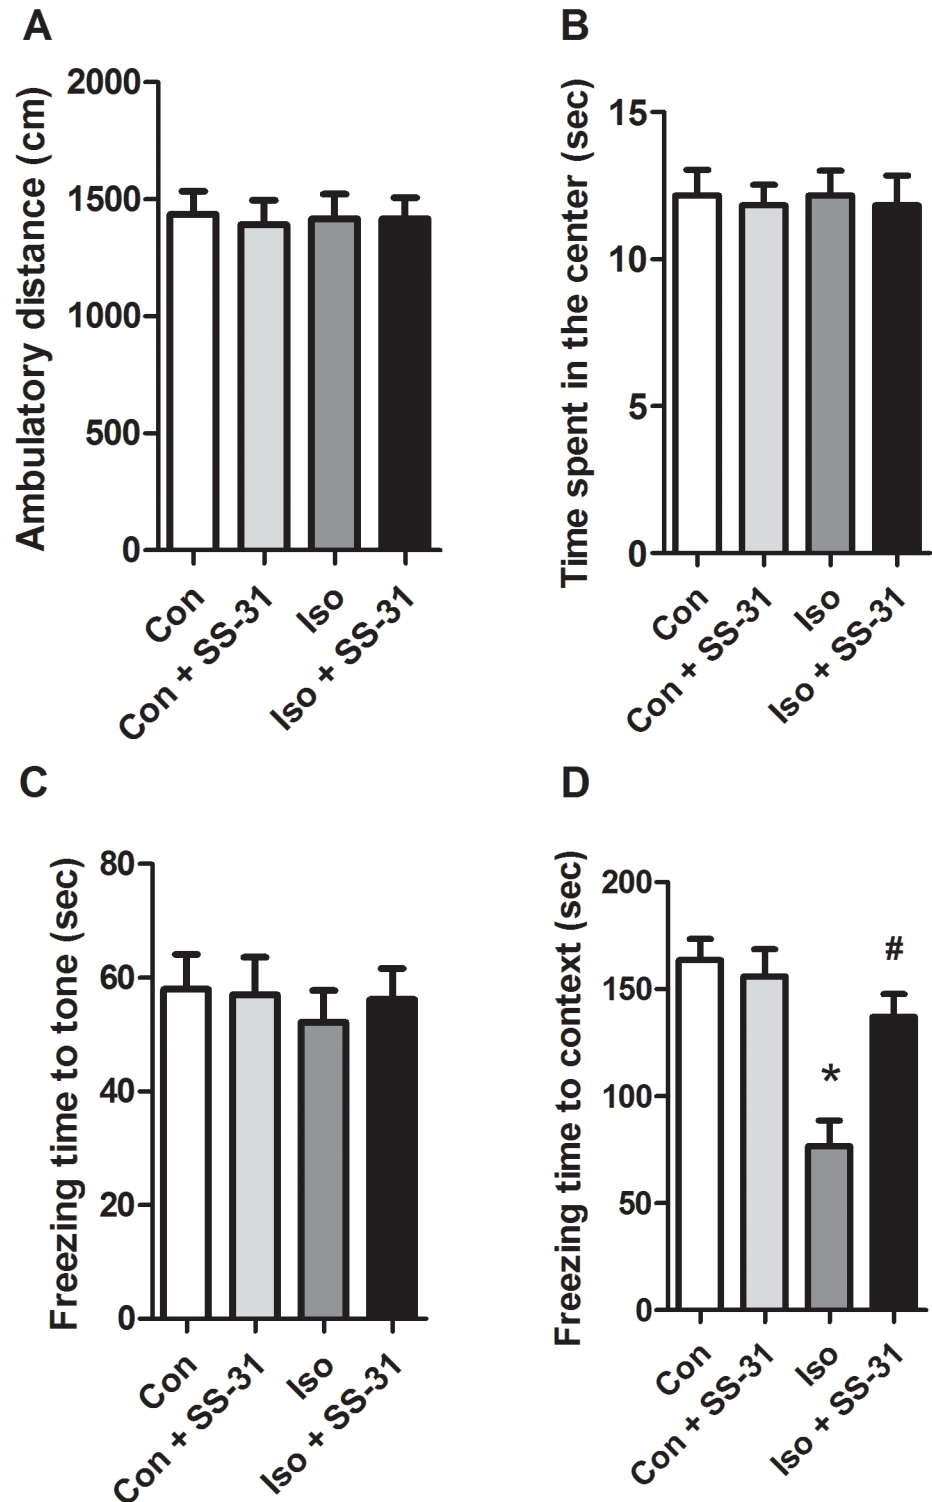 A
Ambulatory distance (cm)
2000
1500
1000
500
0
Con
Con + SS-31
Iso
Iso + SS-31
B
Time spent in the center (sec)
15
10
5
0
Con
Con + SS-31
Iso
Iso + SS-31
C
Freezing time to tone (sec)
80
60
40
20
0
Con
Con + SS-31
Iso
Iso + SS-31
D
Freezing time to context (sec)
200
150
100
50
0
*
#
Con
Con + SS-31
Iso
Iso + SS-31